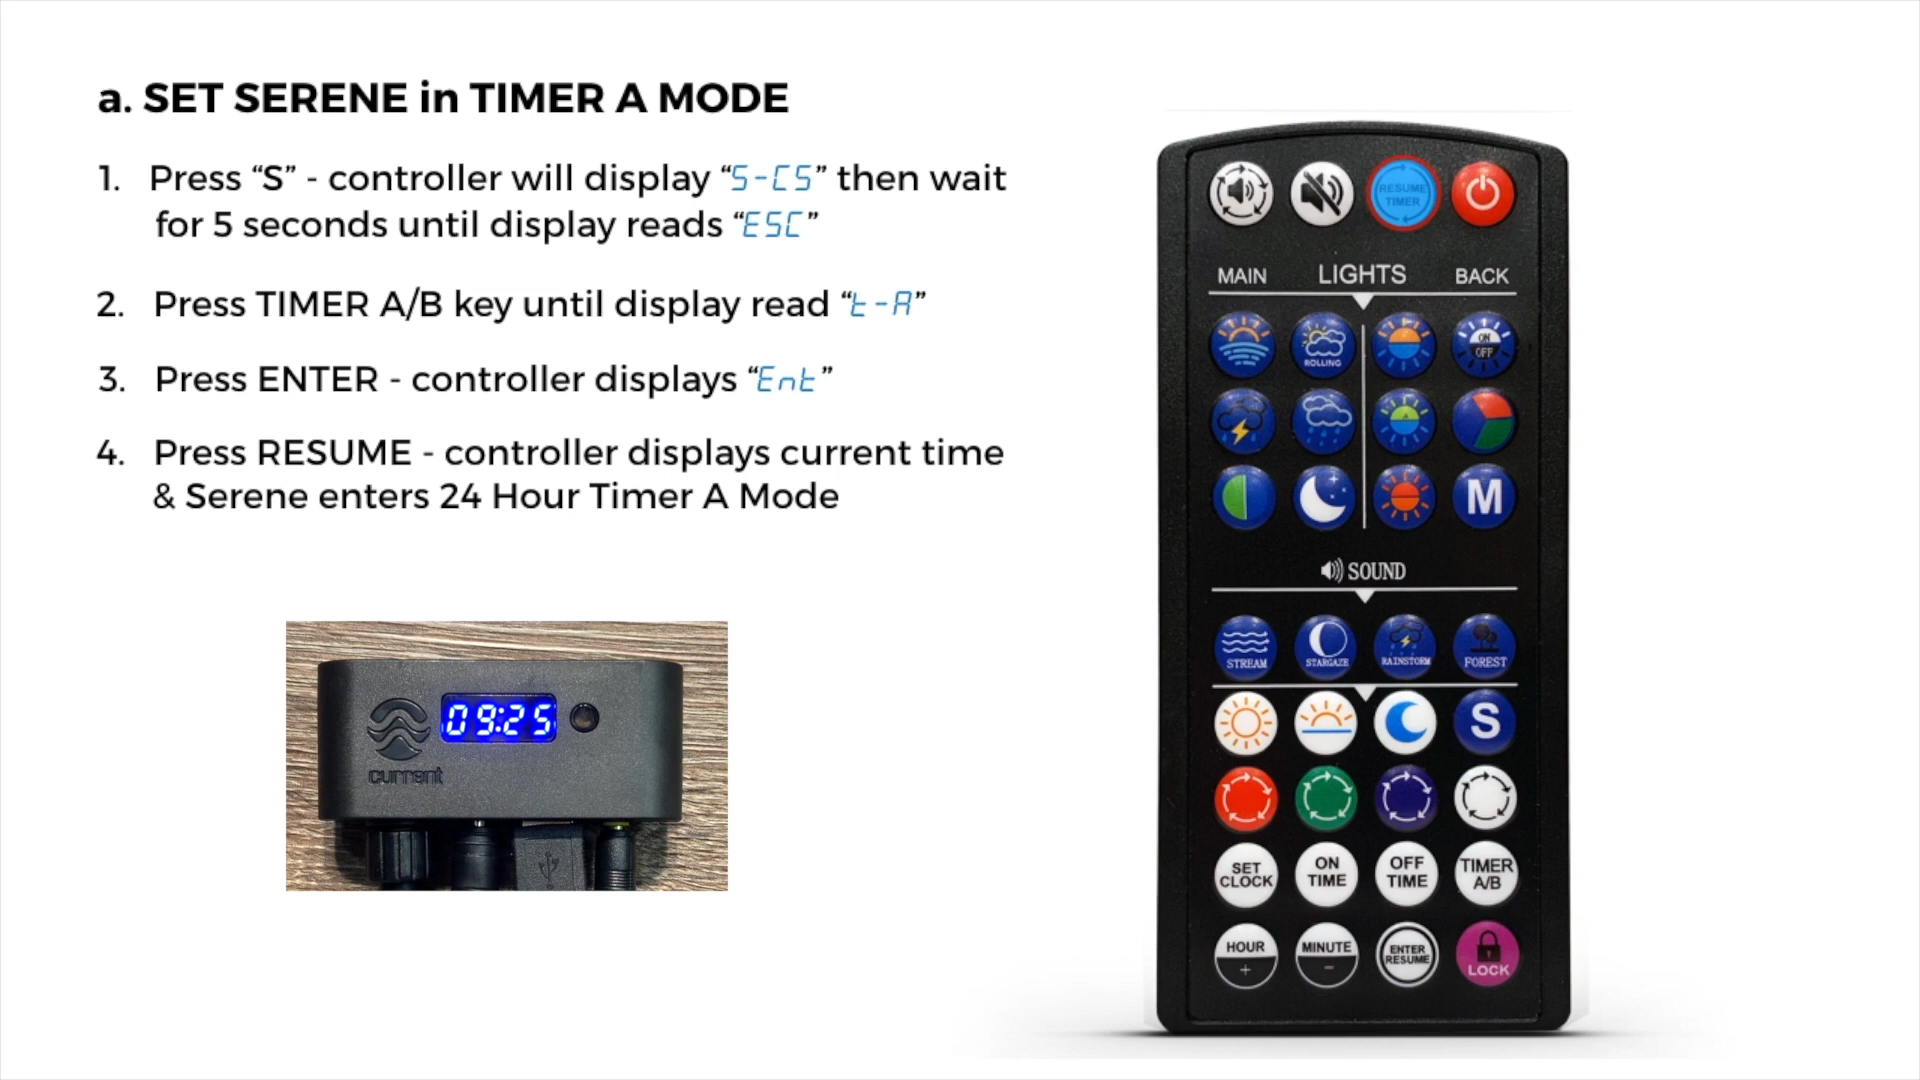 a. SET SERENE in TIMER A MODE
1. Press “S” - controller will display “S-CS” then wait
for 5 seconds until display reads “ESC”
2. Press TIMER A/B key until display read “t-A”
3. Press ENTER - controller displays “Ent”
4. Press RESUME - controller displays current time
& Serene enters 24 Hour Timer A Mode
09:25
current
RESUME
TIMER
MAIN LIGHTS BACK
ROLLING
ON
OFF
M
SOUND
STREAM STARGAZE RAINSTORM FOREST
S
SET
CLOCK
ON
TIME
OFF
TIME
TIMER
A/B
HOUR
+
MINUTE
-
ENTER
RESUME
LOCK